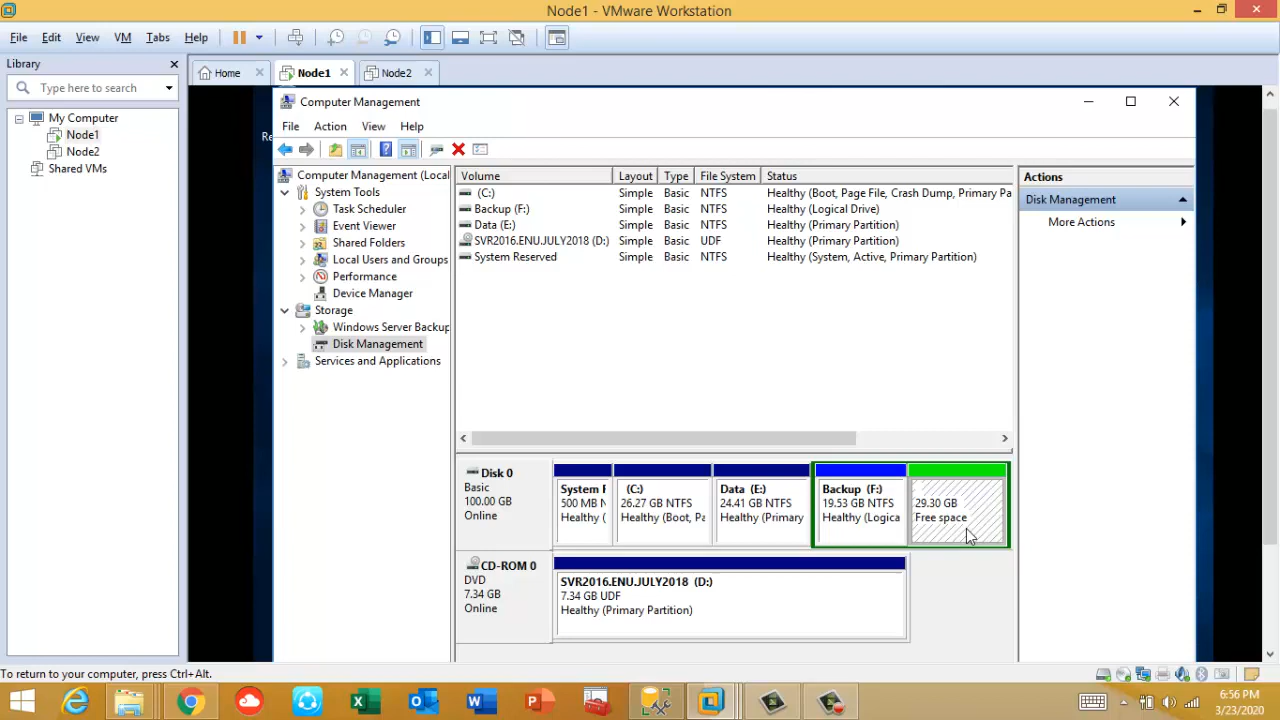 Node1 - VMware Workstation
File Edit View VM Tabs Help
Library
Type here to search
My Computer
Node1
Node2
Shared VMs
Home Node1 Node2
Re
Computer Management
File Action View Help
Computer Management (Local
System Tools
Task Scheduler
Event Viewer
Shared Folders
Local Users and Groups
Performance
Device Manager
Storage
Windows Server Backup
Disk Management
Services and Applications
Volume Layout Type File System Status
(C:) Simple Basic NTFS Healthy (Boot, Page File, Crash Dump, Primary Pa
Backup (F:) Simple Basic NTFS Healthy (Logical Drive)
Data (E:) Simple Basic NTFS Healthy (Primary Partition)
SVR2016.ENU.JULY2018 (D:) Simple Basic UDF Healthy (Primary Partition)
System Reserved Simple Basic NTFS Healthy (System, Active, Primary Partition)
Actions
Disk Management
More Actions
Disk 0
Basic
100.00 GB
Online
System F
500 MB N
Healthy (
(C:)
26.27 GB NTFS
Healthy (Boot, Pa
Data (E:)
24.41 GB NTFS
Healthy (Primary
Backup (F:)
19.53 GB NTFS
Healthy (Logica
29.30 GB
Free space
CD-ROM 0
DVD
7.34 GB
Online
SVR2016.ENU.JULY2018 (D:)
7.34 GB UDF
Healthy (Primary Partition)
To return to your computer, press Ctrl+Alt.
6:56 PM
3/23/2020